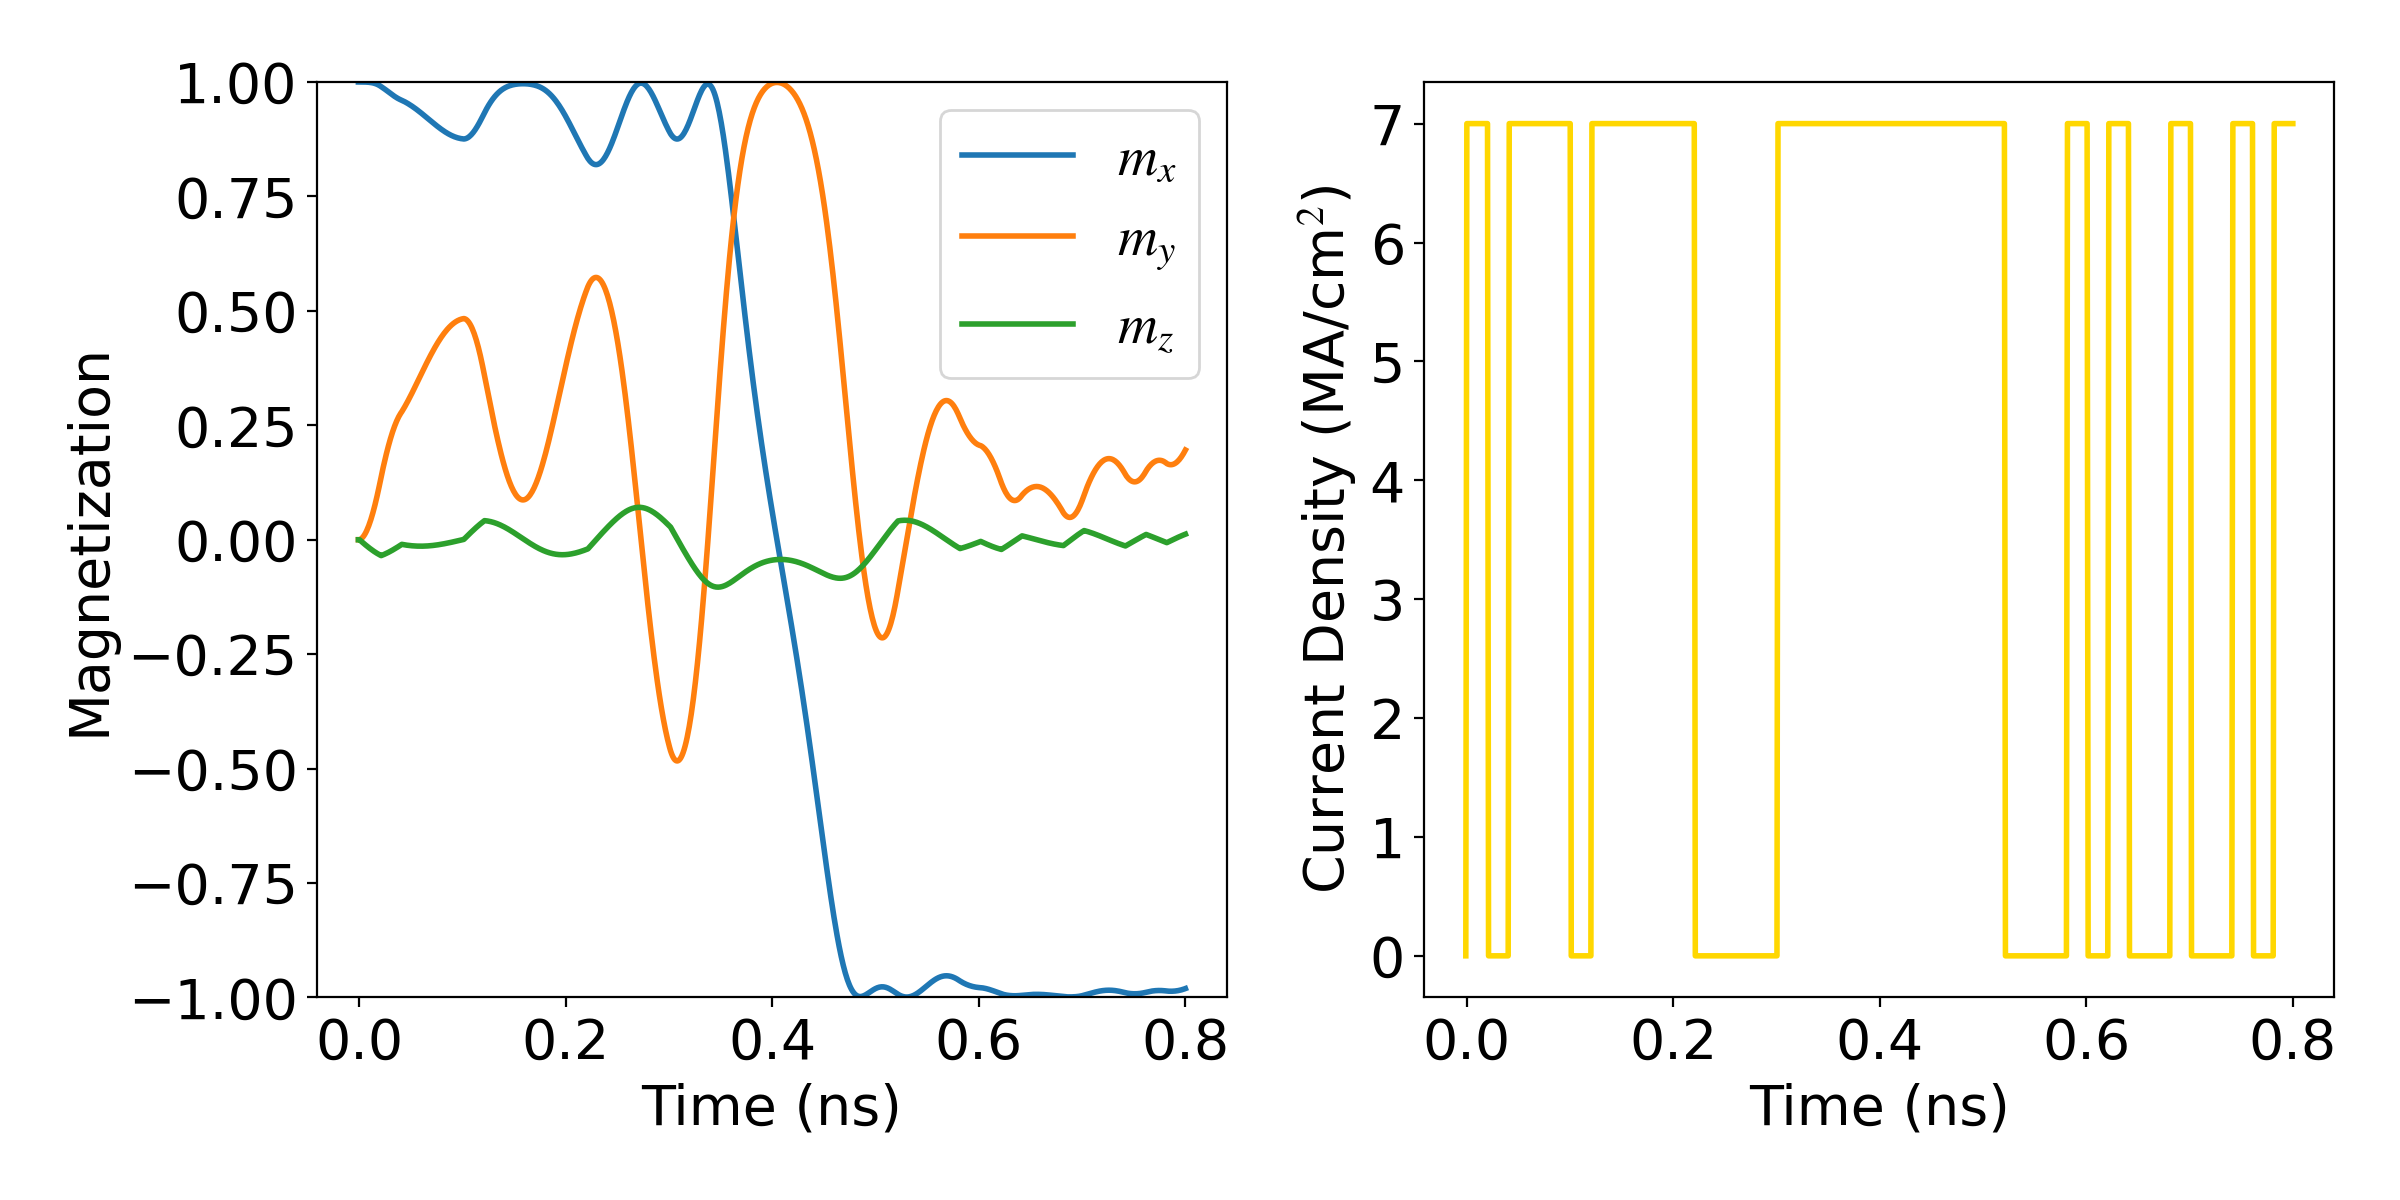 1.00
0.75
0.50
0.25
0.00
−0.25
−0.50
−0.75
−1.00
Magnetization
0.0 0.2 0.4 0.6 0.8
Time (ns)
m_x
m_y
m_z
7
6
5
4
3
2
1
0
Current Density (MA/cm²)
0.0 0.2 0.4 0.6 0.8
Time (ns)